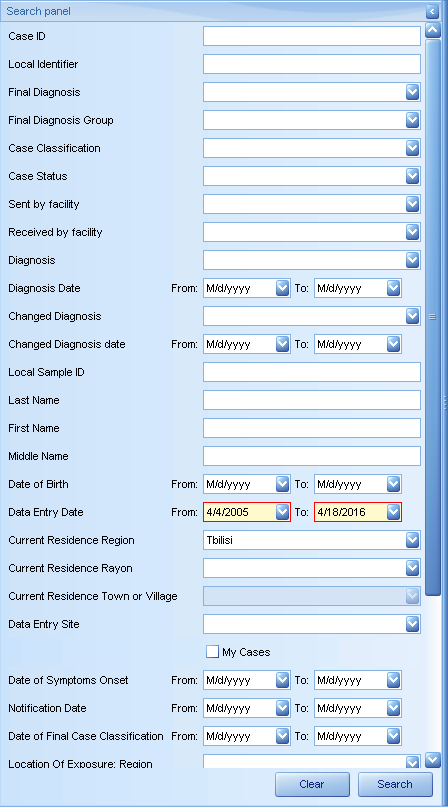 Search panel
Case ID
Local Identifier
Final Diagnosis
Final Diagnosis Group
Case Classification
Case Status
Sent by facility
Received by facility
Diagnosis
Diagnosis Date From: M/d/yyyy To: M/d/yyyy
Changed Diagnosis
Changed Diagnosis date From: M/d/yyyy To: M/d/yyyy
Local Sample ID
Last Name
First Name
Middle Name
Date of Birth From: M/d/yyyy To: M/d/yyyy
Data Entry Date From: 4/4/2005 To: 4/18/2016
Current Residence Region Tbilisi
Current Residence Rayon
Current Residence Town or Village
Data Entry Site
My Cases
Date of Symptoms Onset From: M/d/yyyy To: M/d/yyyy
Notification Date From: M/d/yyyy To: M/d/yyyy
Date of Final Case Classification From: M/d/yyyy To: M/d/yyyy
Location Of Exposure: Region
Clear Search